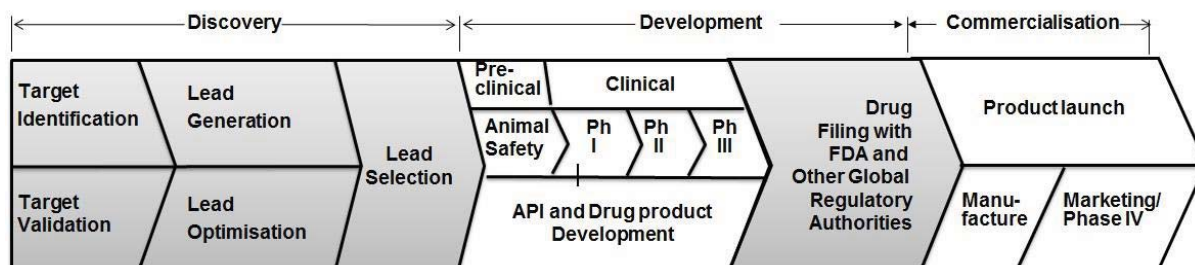 Discovery
Development
Commercialisation
Target
Identification
Lead
Generation
Target
Validation
Lead
Optimisation
Lead
Selection
Pre-
clinical
Clinical
Animal
Safety
Ph
I
Ph
II
Ph
III
API and Drug product
Development
Drug
Filing with
FDA and
Other Global
Regulatory
Authorities
Product launch
Manu-
facture
Marketing/
Phase IV